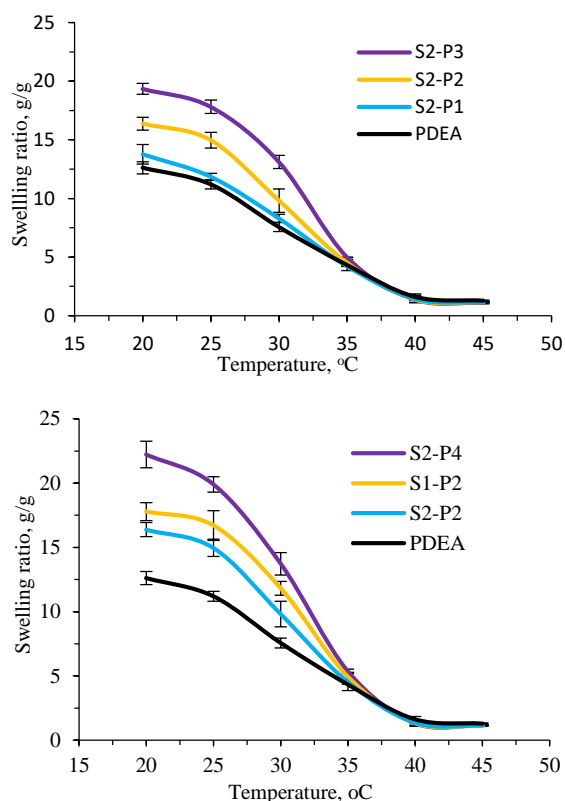 25
20
15
10
5
0
Swellling ratio, g/g
S2-P3
S2-P2
S2-P1
PDEA
15 20 25 30 35 40 45 50
Temperature, °C
25
20
15
10
5
0
Swelling ratio, g/g
S2-P4
S1-P2
S2-P2
PDEA
15 20 25 30 35 40 45 50
Temperature, oC